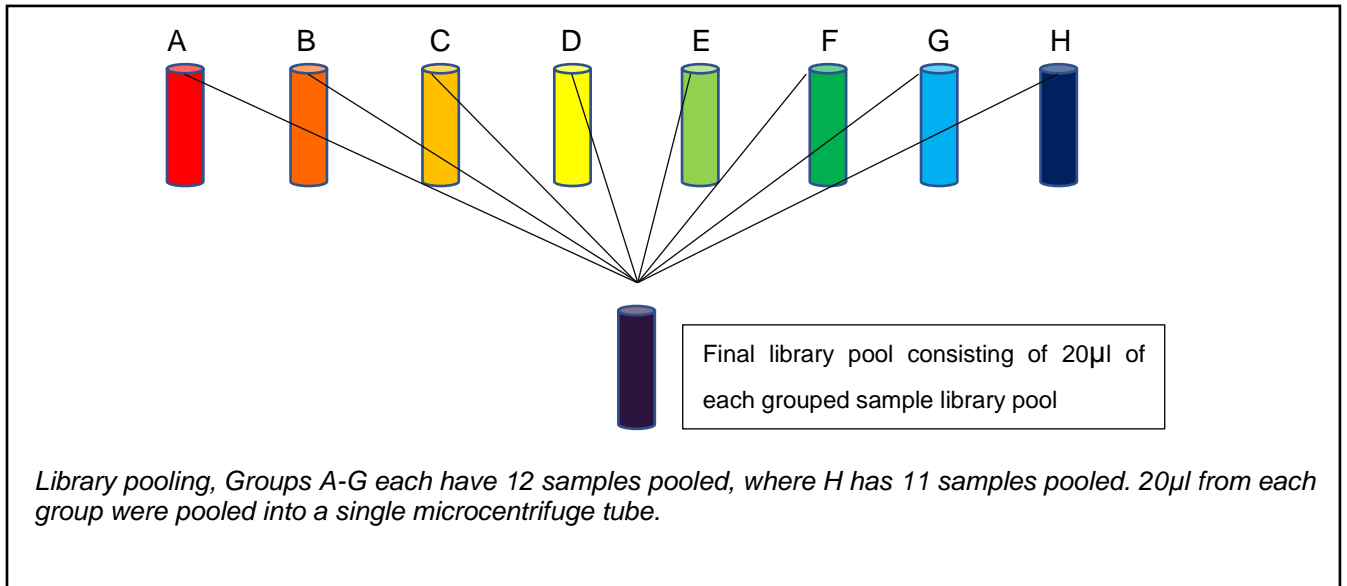 A B C D E F G H
Final library pool consisting of 20µl of
each grouped sample library pool
Library pooling, Groups A-G each have 12 samples pooled, where H has 11 samples pooled. 20µl from each
group were pooled into a single microcentrifuge tube.